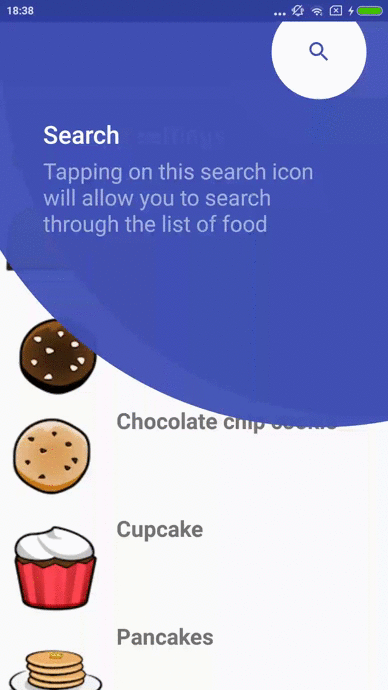 18:38
Search
Tapping on this search icon
will allow you to search
through the list of food
Chocolate chip cookie
Cupcake
Pancakes